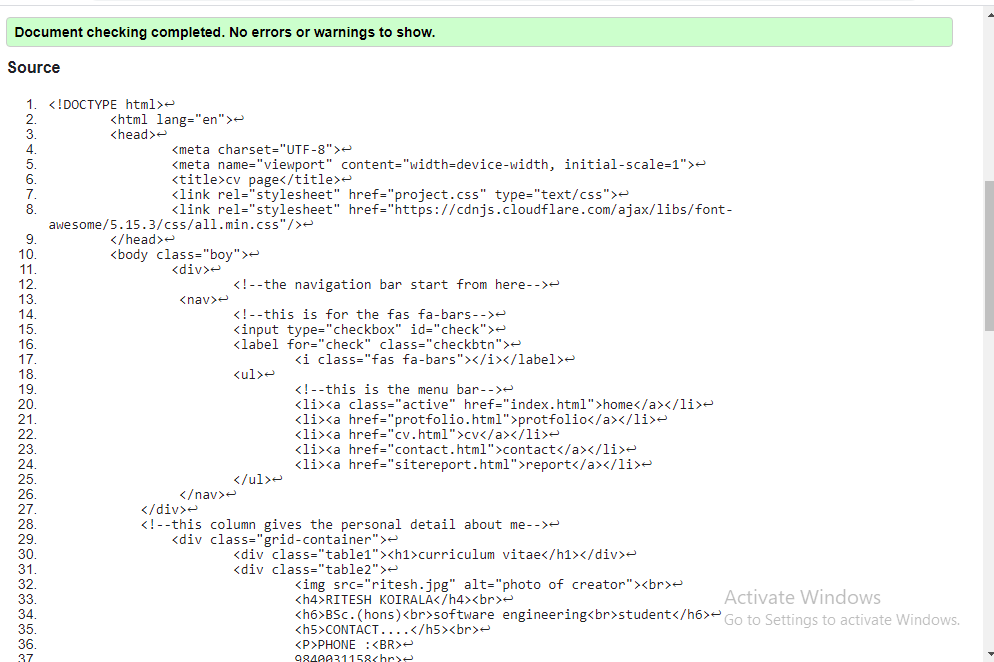 Document checking completed. No errors or warnings to show.
Source
1. <!DOCTYPE html>↩
2. <html lang="en">↩
3. <head>↩
4. <meta charset="UTF-8">↩
5. <meta name="viewport" content="width=device-width, initial-scale=1">↩
6. <title>cv page</title>↩
7. <link rel="stylesheet" href="project.css" type="text/css">↩
8. <link rel="stylesheet" href="https://cdnjs.cloudflare.com/ajax/libs/font-
awesome/5.15.3/css/all.min.css"/>↩
9. </head>↩
10. <body class="boy">↩
11. <div>↩
12. <!--the navigation bar start from here-->↩
13. <nav>↩
14. <!--this is for the fas fa-bars-->↩
15. <input type="checkbox" id="check">↩
16. <label for="check" class="checkbtn">↩
17. <i class="fas fa-bars"></i></label>↩
18. <ul>↩
19. <!--this is the menu bar-->↩
20. <li><a class="active" href="index.html">home</a></li>↩
21. <li><a href="protfolio.html">protfolio</a></li>↩
22. <li><a href="cv.html">cv</a></li>↩
23. <li><a href="contact.html">contact</a></li>↩
24. <li><a href="sitereport.html">report</a></li>↩
25. </ul>↩
26. </nav>↩
27. </div>↩
28. <!--this column gives the personal detail about me-->↩
29. <div class="grid-container">↩
30. <div class="table1"><h1>curriculum vitae</h1></div>↩
31. <div class="table2">↩
32. <img src="ritesh.jpg" alt="photo of creator"><br>↩
33. <h4>RITESH KOIRALA</h4><br>↩
34. <h6>BSc.(hons)<br>software engineering<br>student</h6>↩
35. <h5>CONTACT....</h5><br>↩
36. <P>PHONE :<BR>↩
37. 9840031158<br>↩
Activate Windows
Go to Settings to activate Windows.